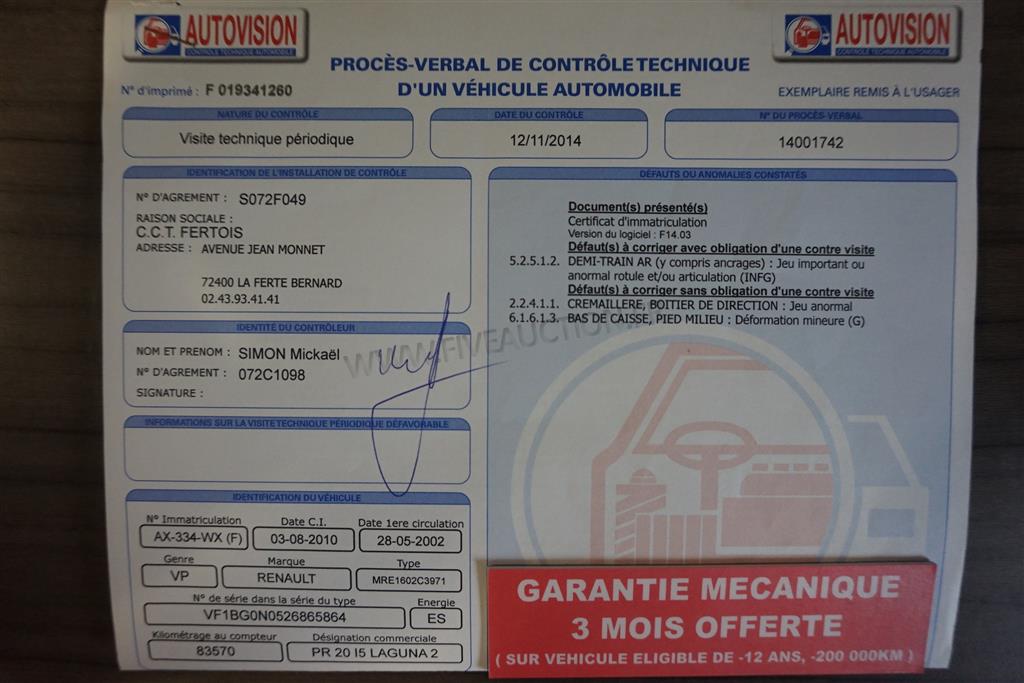 AUTOVISION
CONTRÔLE TECHNIQUE AUTOMOBILE
AUTOVISION
CONTRÔLE TECHNIQUE AUTOMOBILE
PROCÈS-VERBAL DE CONTRÔLE TECHNIQUE
D'UN VÉHICULE AUTOMOBILE
N° d'imprimé : F 019341260
EXEMPLAIRE REMIS À L'USAGER
NATURE DU CONTRÔLE
Visite technique périodique
DATE DU CONTRÔLE
12/11/2014
N° DU PROCÈS-VERBAL
14001742
IDENTIFICATION DE L'INSTALLATION DE CONTRÔLE
N° D'AGREMENT : S072F049
RAISON SOCIALE :
C.C.T. FERTOIS
ADRESSE : AVENUE JEAN MONNET
72400 LA FERTE BERNARD
02.43.93.41.41
IDENTITÉ DU CONTRÔLEUR
NOM ET PRENOM : SIMON Mickaël
N° D'AGREMENT : 072C1098
SIGNATURE :
INFORMATIONS SUR LA VISITE TECHNIQUE PÉRIODIQUE DÉFAVORABLE
IDENTIFICATION DU VÉHICULE
N° Immatriculation Date C.I. Date 1ere circulation
AX-334-WX (F) 03-08-2010 28-05-2002
Genre Marque Type
VP RENAULT MRE1602C3971
N° de série dans la série du type Energie
VF1BG0N0526865864 ES
Kilométrage au compteur Désignation commerciale
83570 PR 20 I5 LAGUNA 2
DÉFAUTS OU ANOMALIES CONSTATÉS
Document(s) présenté(s)
Certificat d'immatriculation
Version du logiciel : F14.03
Défaut(s) à corriger avec obligation d'une contre visite
5.2.5.1.2. DEMI-TRAIN AR (y compris ancrages) : Jeu important ou
anormal rotule et/ou articulation (INFG)
Défaut(s) à corriger sans obligation d'une contre visite
2.2.4.1.1. CREMAILLERE, BOITIER DE DIRECTION : Jeu anormal
6.1.6.1.3. BAS DE CAISSE, PIED MILIEU : Déformation mineure (G)
GARANTIE MECANIQUE
3 MOIS OFFERTE
( SUR VEHICULE ELIGIBLE DE -12 ANS, -200 000KM )